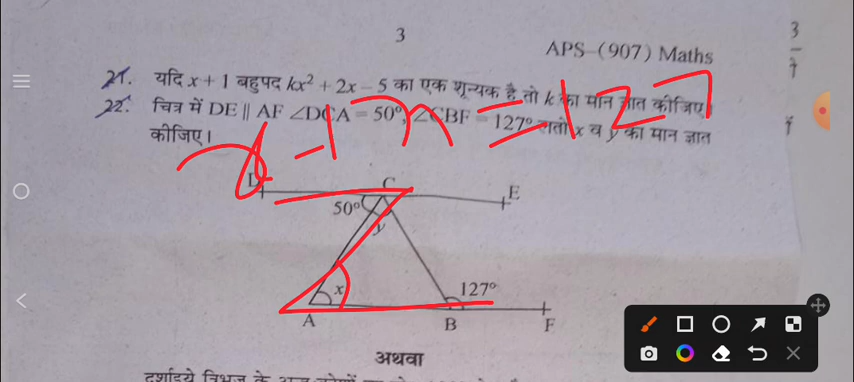 3
APS-(907) Maths
3
7
21. यदि x + 1 बहुपद kx² + 2x – 5 का एक शून्यक है तो k का मान ज्ञात कीजिए।
22. चित्र में DE || AF ∠DCA = 50°, ∠CBF = 127° x व y का मान ज्ञात
कीजिए।
D C E
50°
y
x 127°
A B F
अथवा